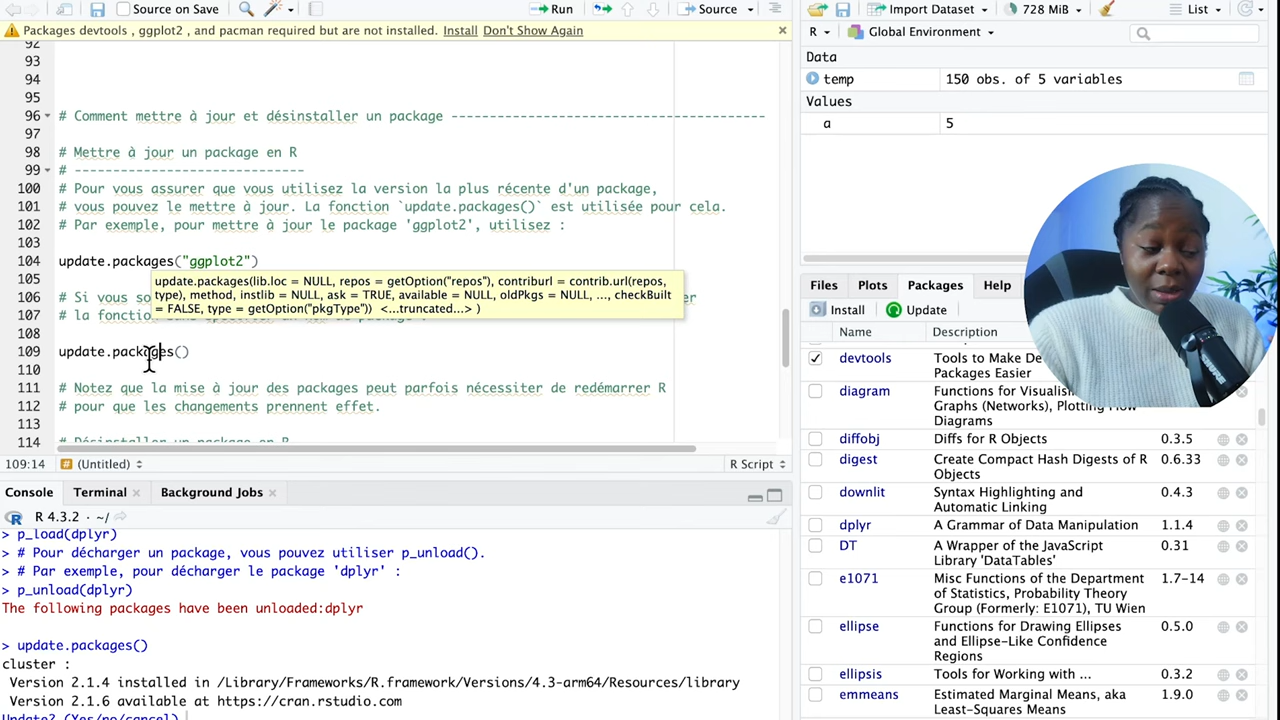 Source on Save
Run
Source
Packages devtools , ggplot2 , and pacman required but are not installed. Install Don't Show Again
92
93
94
95
96 # Comment mettre à jour et désinstaller un package ----------------------------------------
97
98 # Mettre à jour un package en R
99 # ------------------------------
100 # Pour vous assurer que vous utilisez la version la plus récente d'un package,
101 # vous pouvez le mettre à jour. La fonction `update.packages()` est utilisée pour cela.
102 # Par exemple, pour mettre à jour le package 'ggplot2', utilisez :
103
104 update.packages("ggplot2")
105
update.packages(lib.loc = NULL, repos = getOption("repos"), contriburl = contrib.url(repos,
106 # Si vous so
type), method, instlib = NULL, ask = TRUE, available = NULL, oldPkgs = NULL, ..., checkBuilt
= FALSE, type = getOption("pkgType")) <...truncated...> )
107 # la fonction
108
109 update.packages()
110
111 # Notez que la mise à jour des packages peut parfois nécessiter de redémarrer R
112 # pour que les changements prennent effet.
113
114 # Désinstaller un package en R
109:14 # (Untitled) R Script
Console Terminal Background Jobs
R 4.3.2 · ~/
> p_load(dplyr)
> # Pour décharger un package, vous pouvez utiliser p_unload().
> # Par exemple, pour décharger le package 'dplyr' :
> p_unload(dplyr)
The following packages have been unloaded:dplyr
> update.packages()
cluster :
Version 2.1.4 installed in /Library/Frameworks/R.framework/Versions/4.3-arm64/Resources/library
Version 2.1.6 available at https://cran.rstudio.com
Update? (Yes/no/cancel)
Import Dataset 728 MiB List
R Global Environment
Data
temp 150 obs. of 5 variables
Values
a 5
Files Plots Packages Help
Install Update
Name Description
devtools Tools to Make De
Packages Easier
diagram Functions for Visualis
Graphs (Networks), Plotting Flow
Diagrams
diffobj Diffs for R Objects 0.3.5
digest Create Compact Hash Digests of R 0.6.33
Objects
downlit Syntax Highlighting and 0.4.3
Automatic Linking
dplyr A Grammar of Data Manipulation 1.1.4
DT A Wrapper of the JavaScript 0.31
Library 'DataTables'
e1071 Misc Functions of the Department 1.7-14
of Statistics, Probability Theory
Group (Formerly: E1071), TU Wien
ellipse Functions for Drawing Ellipses 0.5.0
and Ellipse-Like Confidence
Regions
ellipsis Tools for Working with ... 0.3.2
emmeans Estimated Marginal Means, aka 1.9.0
Least-Squares Means